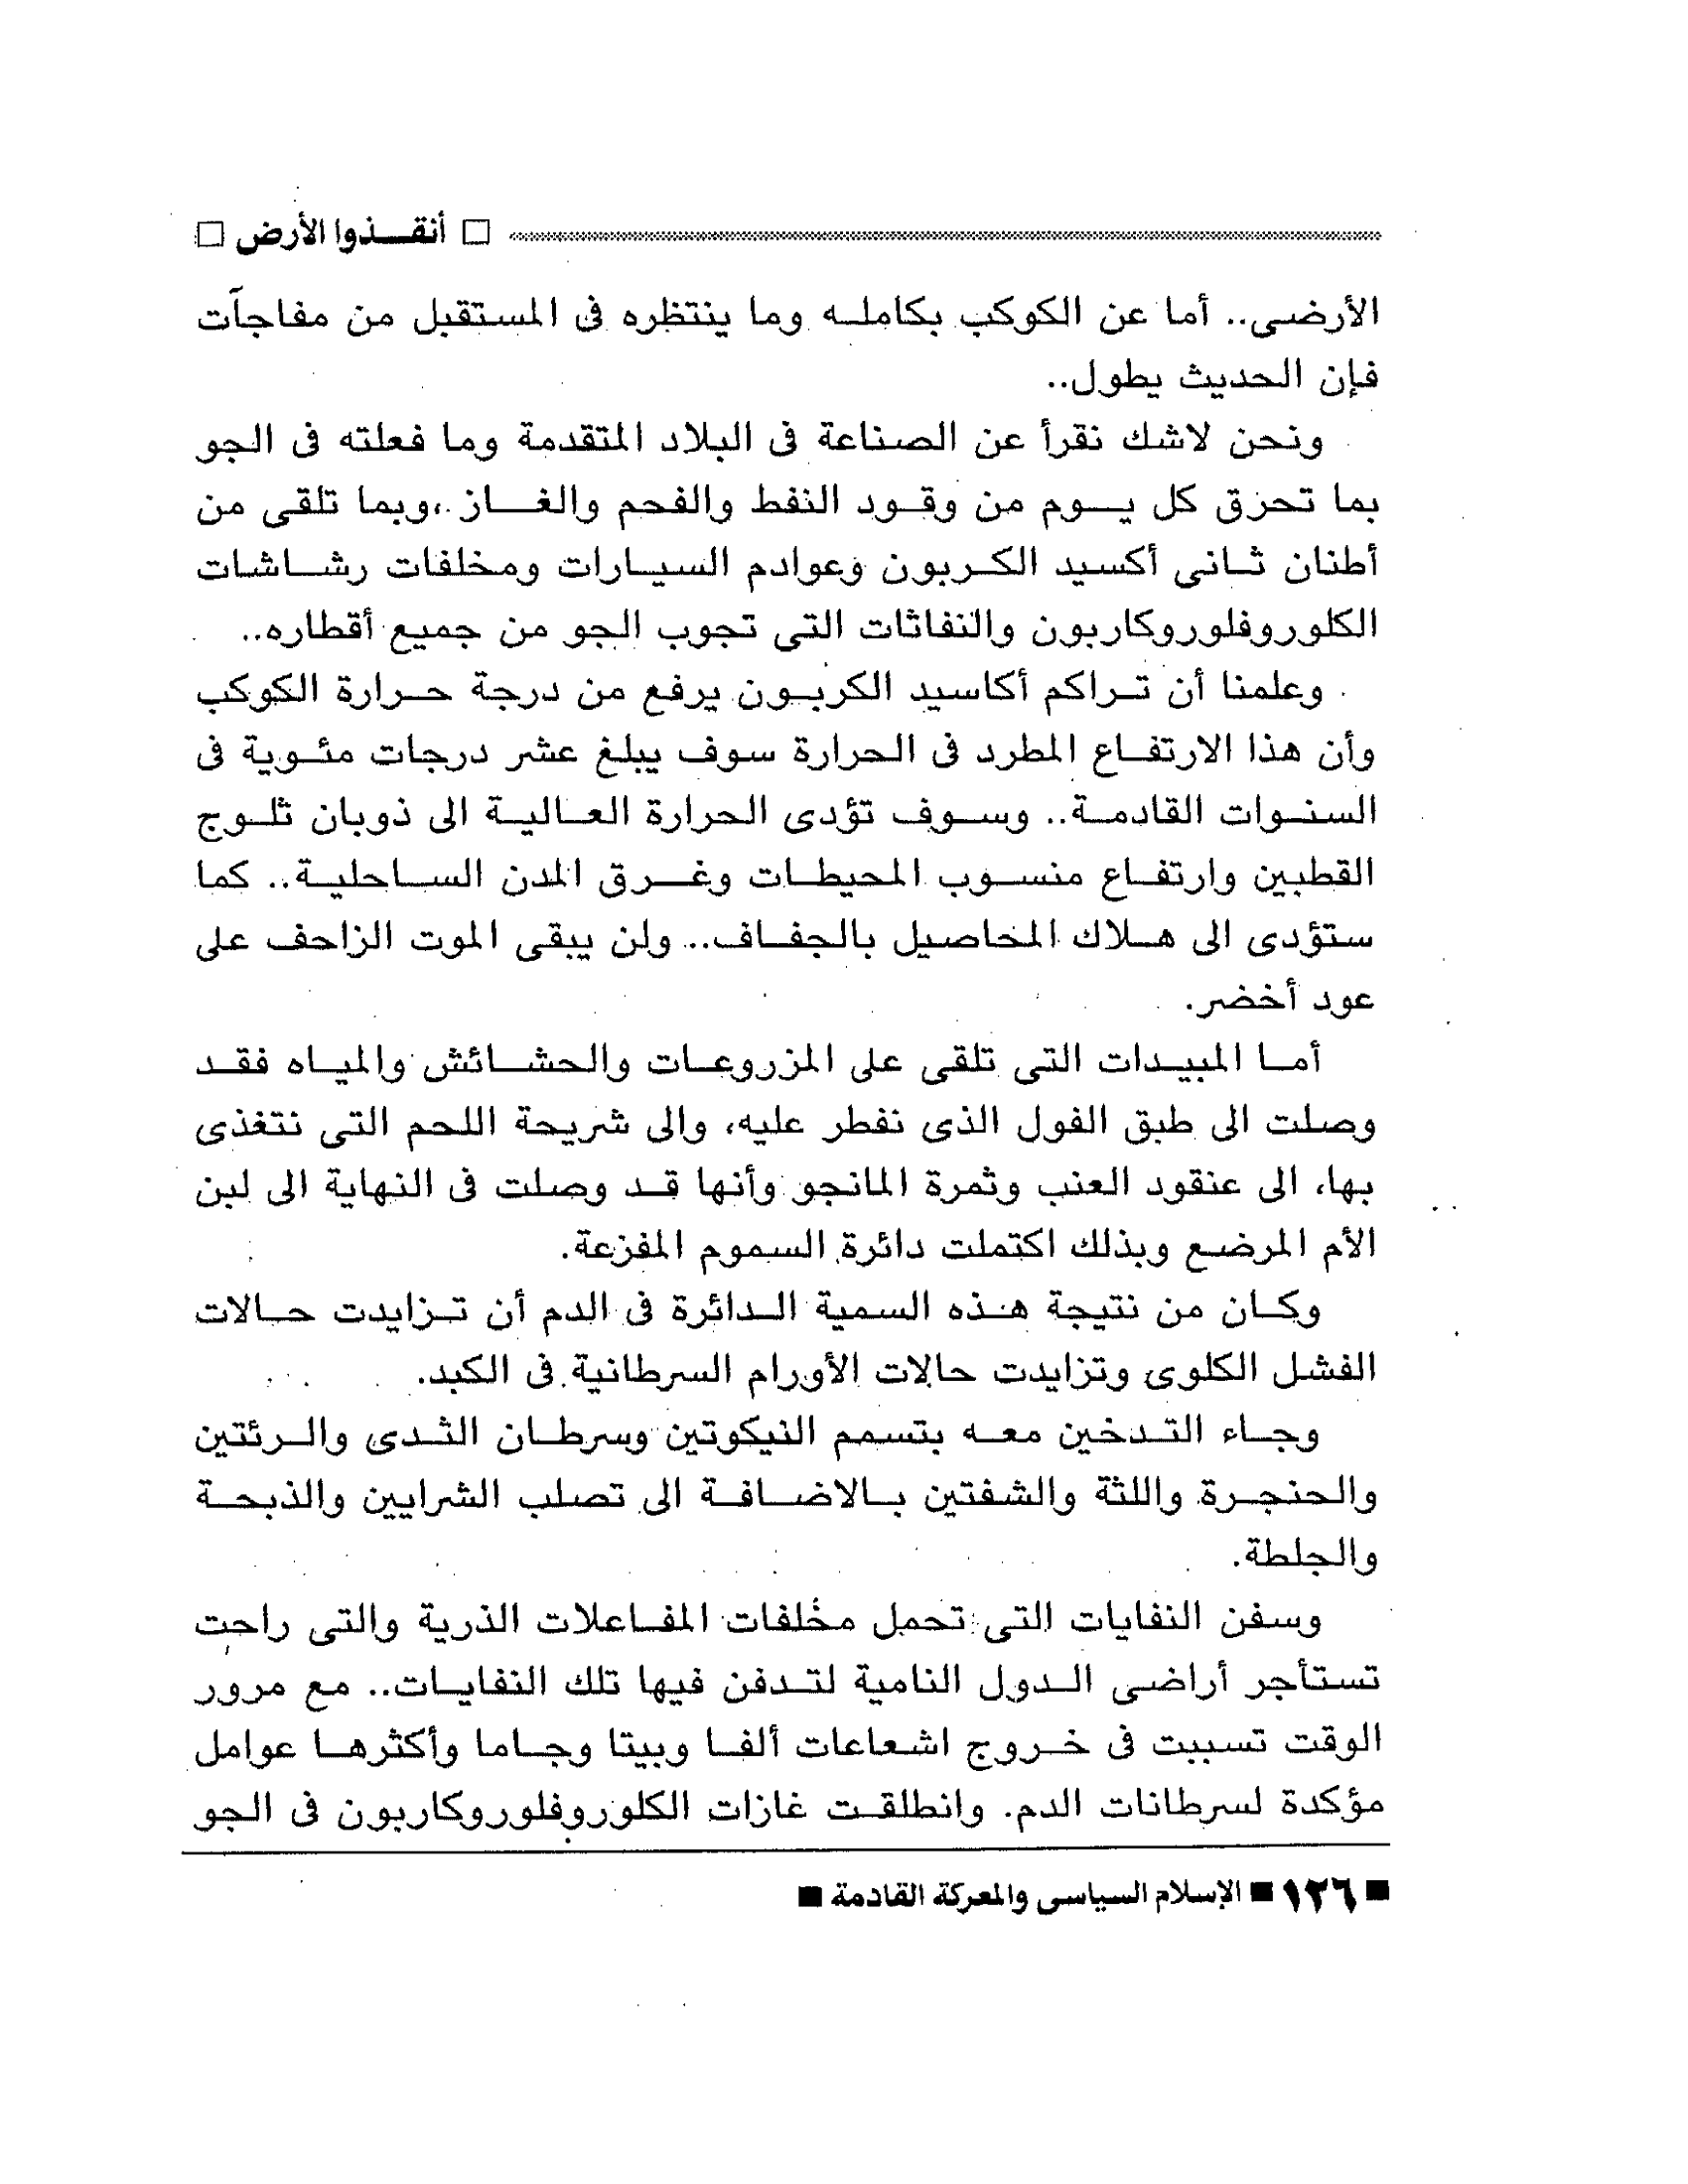 □ أنقذوا الأرض □
الأرضى.. أما عن الكوكب بكامله وما ينتظره فى المستقبل من مفاجآت
فإن الحديث يطول..
ونحن لاشك نقرأ عن الصناعة فى البلاد المتقدمة وما فعلته فى الجو
بما تحرق كل يوم من وقود النفط والفحم والغاز ،وبما تلقى من
أطنان ثانى أكسيد الكربون وعوادم السيارات ومخلفات رشاشات
الكلوروفلوروكاربون والنفاثات التى تجوب الجو من جميع أقطاره..
وعلمنا أن تراكم أكاسيد الكربون يرفع من درجة حرارة الكوكب
وأن هذا الارتفاع المطرد فى الحرارة سوف يبلغ عشر درجات مئوية فى
السنوات القادمة.. وسوف تؤدى الحرارة العالية الى ذوبان ثلوج
القطبين وارتفاع منسوب المحيطات وغرق المدن الساحلية.. كما
ستؤدى الى هلاك المحاصيل بالجفاف.. ولن يبقى الموت الزاحف على
عود أخضر.
أما المبيدات التى تلقى على المزروعات والحشائش والمياه فقد
وصلت الى طبق الفول الذى نفطر عليه، والى شريحة اللحم التى نتغذى
بها، الى عنقود العنب وثمرة المانجو وأنها قد وصلت فى النهاية الى لبن
الأم المرضع وبذلك اكتملت دائرة السموم المفزعة.
وكان من نتيجة هذه السمية الدائرة فى الدم أن تزايدت حالات
الفشل الكلوى وتزايدت حالات الأورام السرطانية فى الكبد.
وجاء التدخين معه بتسمم النيكوتين وسرطان الثدى والرئتين
والحنجرة واللثة والشفتين بالاضافة الى تصلب الشرايين والذبحة
والجلطة.
وسفن النفايات التى تحمل مخلفات المفاعلات الذرية والتى راحت
تستأجر أراضى الدول النامية لتدفن فيها تلك النفايات.. مع مرور
الوقت تسببت فى خروج اشعاعات ألفا وبيتا وجاما وأكثرها عوامل
مؤكدة لسرطانات الدم. وانطلقت غازات الكلوروفلوروكاربون فى الجو
■ ١٢٦ ■ الإسلام السياسى والمعركة القادمة ■